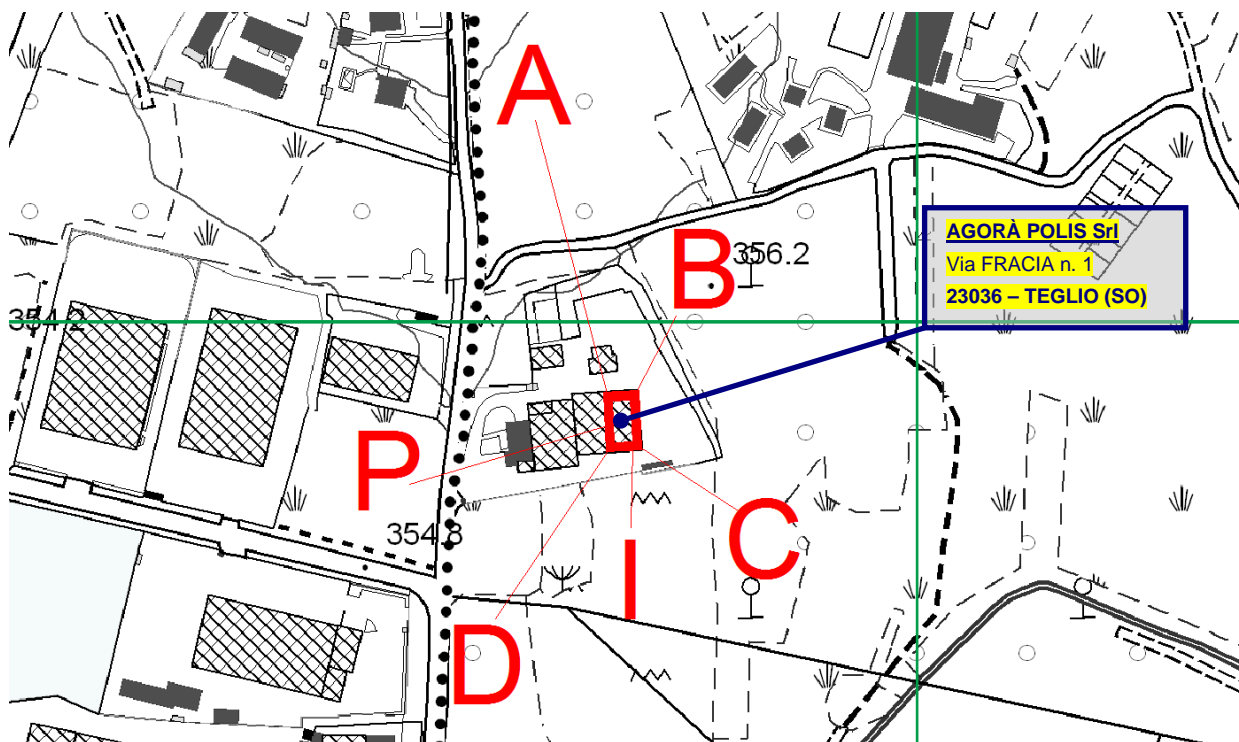 A
B
356.2
AGORÀ POLIS Srl
Via FRACIA n. 1
23036 – TEGLIO (SO)
354.2
P
C
354.8
I
D